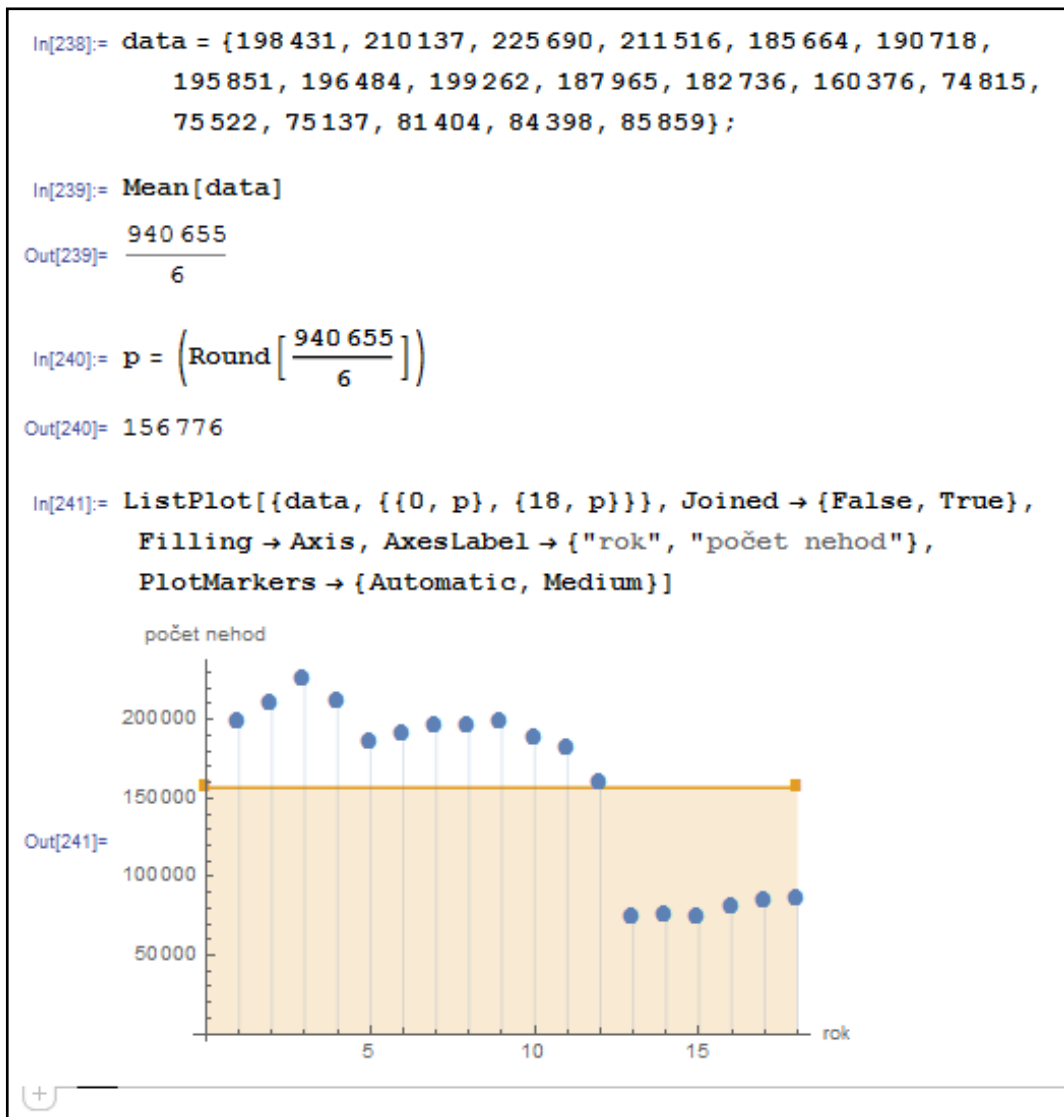 In[238]:= data = {198 431, 210 137, 225 690, 211 516, 185 664, 190 718,
195 851, 196 484, 199 262, 187 965, 182 736, 160 376, 74 815,
75 522, 75 137, 81 404, 84 398, 85 859};
In[239]:= Mean[data]
940 655
Out[239]=
6
940 655
In[240]:= p = (Round[ ])
6
Out[240]= 156 776
In[241]:= ListPlot[{data, {{0, p}, {18, p}}}, Joined → {False, True},
Filling → Axis, AxesLabel → {"rok", "počet nehod"},
PlotMarkers → {Automatic, Medium}]
počet nehod
200 000
150 000
Out[241]=
100 000
50 000
rok
5 10 15